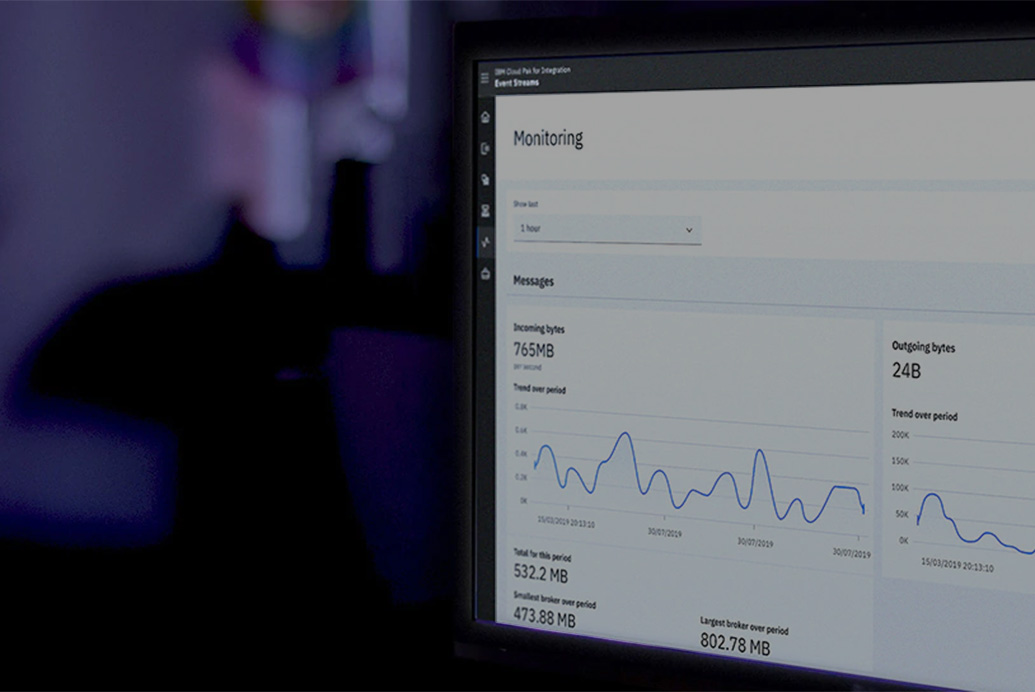 IBM Cloud Pak for Integration
Event Streams
Monitoring
Show last
1 hour
Messages
Incoming bytes
765MB
per second
Trend over period
0.8K
0.6K
0.4K
0.2K
0K
15/03/2019 20:13:10
30/07/2019
30/07/2019
30/07/2019
Total for this period
532.2 MB
Smallest broker over period
473.88 MB
Largest broker over period
802.78 MB
Outgoing bytes
24B
Trend over period
200K
150K
100K
50K
0K
15/03/2019 20:13:10